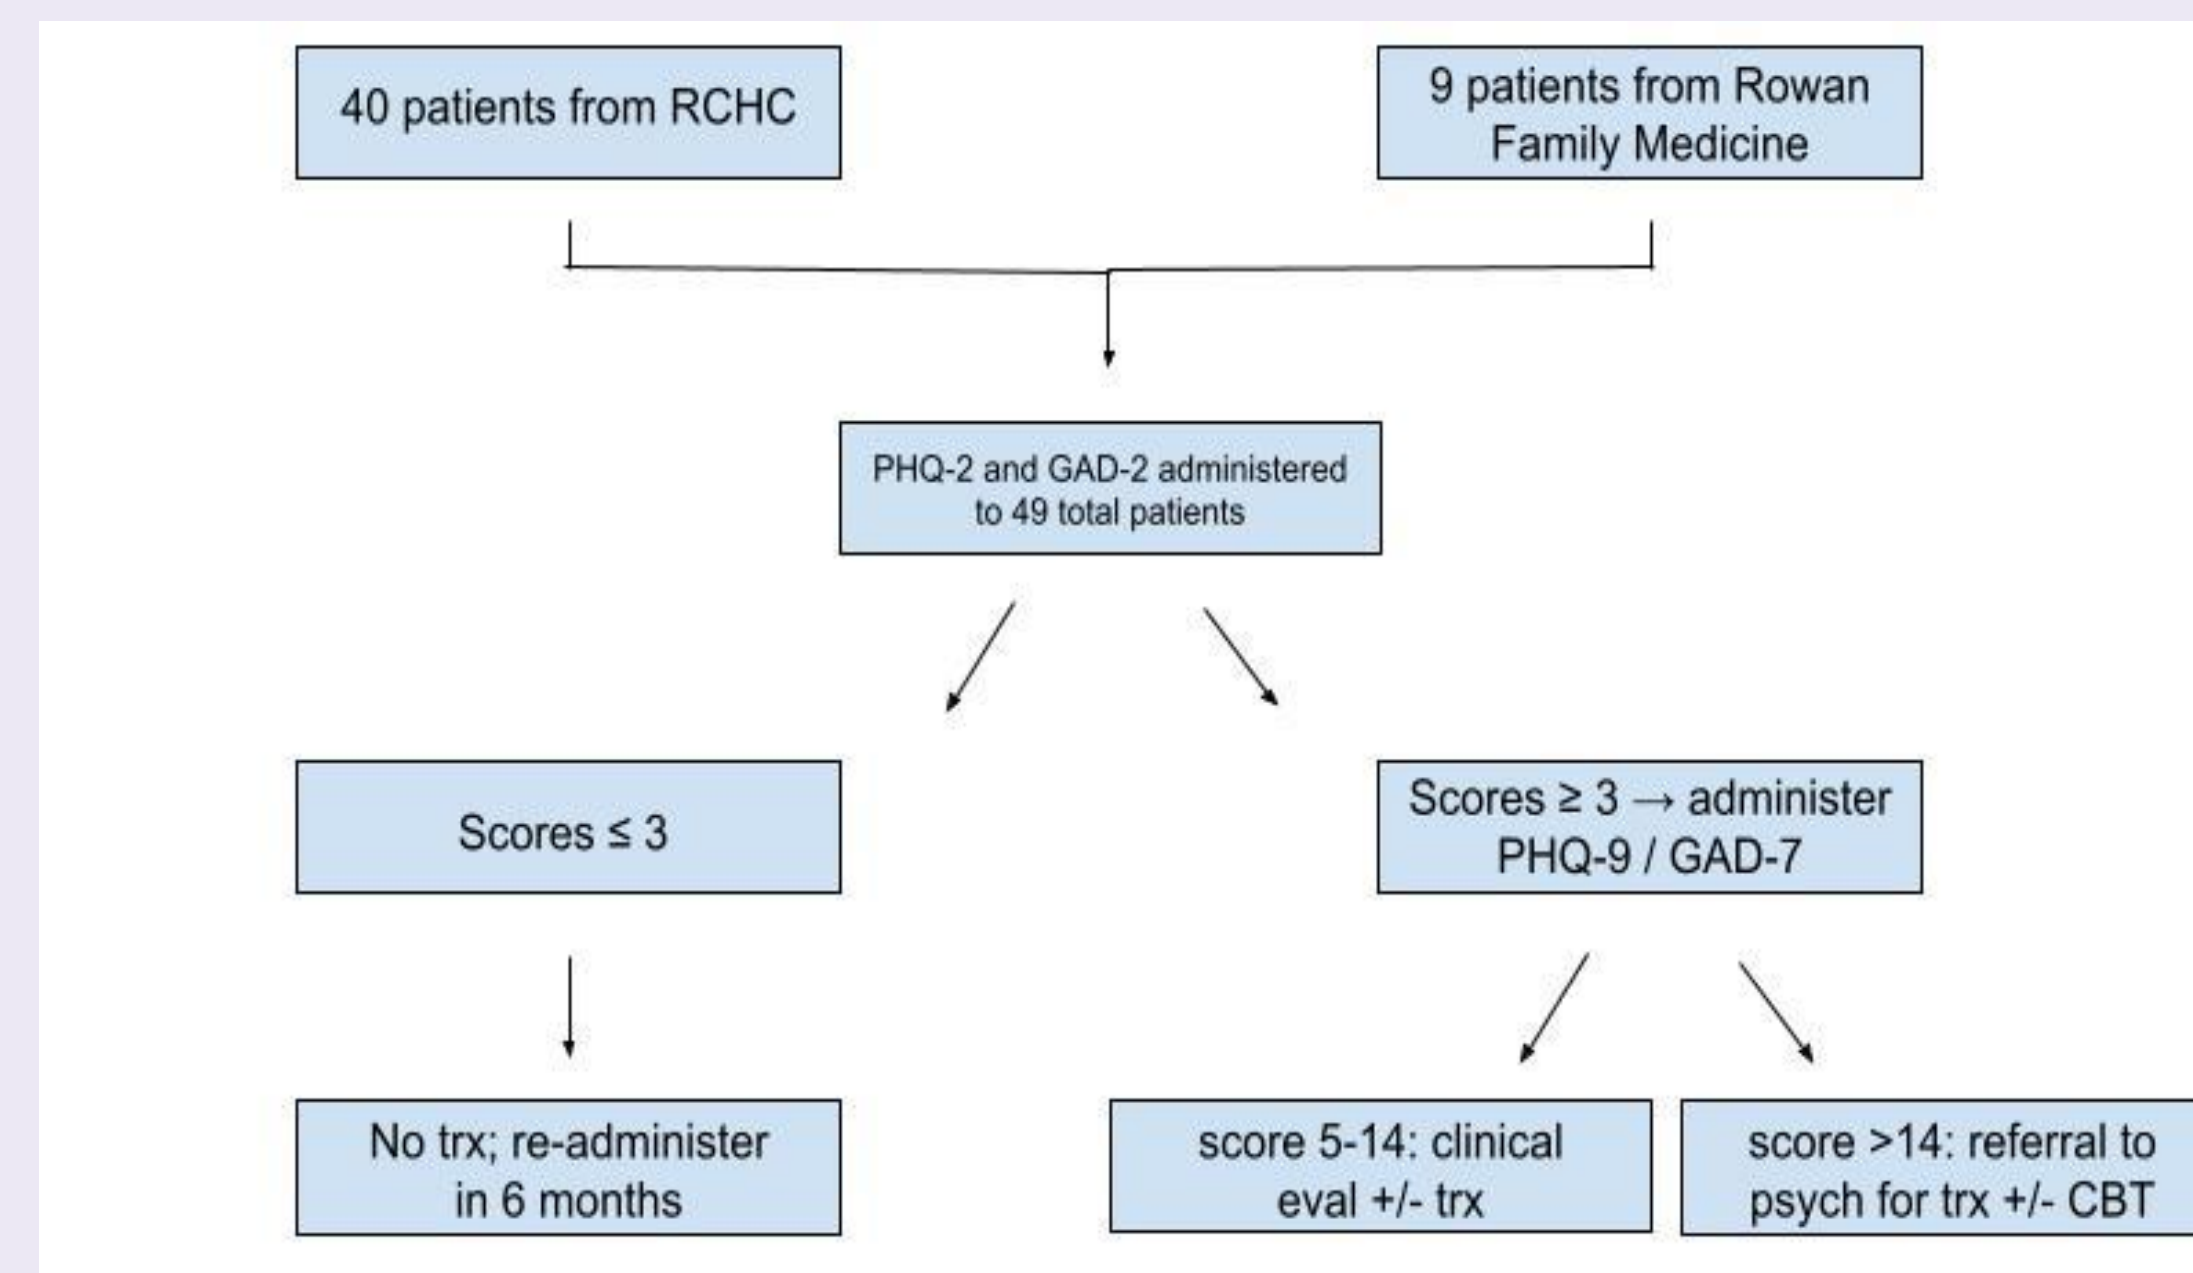 40 patients from RCHC
9 patients from Rowan
Family Medicine
PHQ-2 and GAD-2 administered
to 49 total patients
Scores ≤ 3
Scores ≥ 3 → administer
PHQ-9 / GAD-7
No trx; re-administer
in 6 months
score 5-14: clinical
eval +/- trx
score >14: referral to
psych for trx +/- CBT